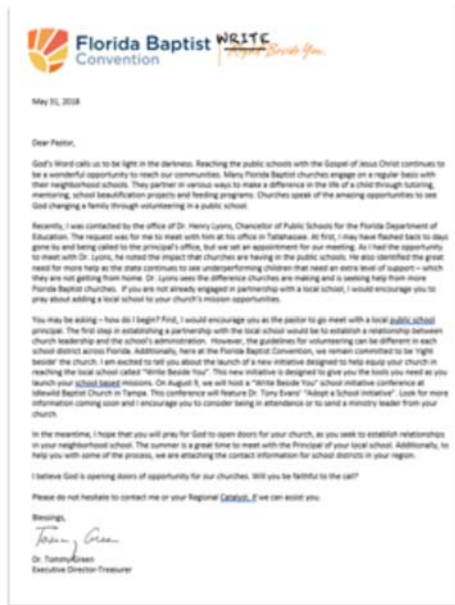 Florida Baptist WRITE
Convention Right Beside You.
May 31, 2018
Dear Pastor,
God's Word calls us to be light in the darkness. Reaching the public schools with the Gospel of Jesus Christ continues to
be a wonderful opportunity to reach our communities. Many Florida Baptist churches engage on a regular basis with
their neighborhood schools. They partner in various ways to make a difference in the life of a child through tutoring,
mentoring, school beautification projects and feeding programs. Churches speak of the amazing opportunities to see
God changing a family through volunteering in a public school.
Recently, I was contacted by the office of Dr. Henry Lyons, Chancellor of Public Schools for the Florida Department of
Education. The request was for me to meet with him at his office in Tallahassee. At first, I may have flashed back to days
gone by and being called to the principal's office, but we set an appointment for our meeting. As I had the opportunity
to meet with Dr. Lyons, he noted the impact that churches are having in the public schools. He also identified the great
need for more help as the state continues to see underperforming children that need an extra level of support – which
they are not getting from home. Dr. Lyons sees the difference churches are making and is seeking help from more
Florida Baptist churches. If you are not already engaged in partnership with a local school, I would encourage you to
pray about adding a local school to your church's mission opportunities.
You may be asking – how do I begin? First, I would encourage you as the pastor to go meet with a local public school
principal. The first step in establishing a partnership with the local school would be to establish a relationship between
church leadership and the school's administration. However, the guidelines for volunteering can be different in each
school district across Florida. Additionally, here at the Florida Baptist Convention, we remained committed to be 'right
beside' the church. I am excited to tell you about the launch of a new initiative designed to help equip your church in
reaching the local school called "Write Beside You". This new initiative is designed to give you the tools you need as you
launch your school based missions. On August 9, we will host a "Write Beside You" school initiative conference at
Idlewild Baptist Church in Tampa. This conference will feature Dr. Tony Evans' "Adopt a School Initiative". Look for more
information coming soon and I encourage you to consider being in attendance or to send a ministry leader from your
church.
In the meantime, I hope that you will pray for God to open doors for your church, as you seek to establish relationships
in your neighborhood school. The summer is a great time to meet with the Principal of your local school. Additionally, to
help you with some of the process, we are attaching the contact information for school districts in your region.
I believe God is opening doors of opportunity for our churches. Will you be faithful to the call?
Please do not hesitate to contact me or your Regional Catalyst, if we can assist you.
Blessings,
Tommy Green
Dr. Tommy Green
Executive Director-Treasurer